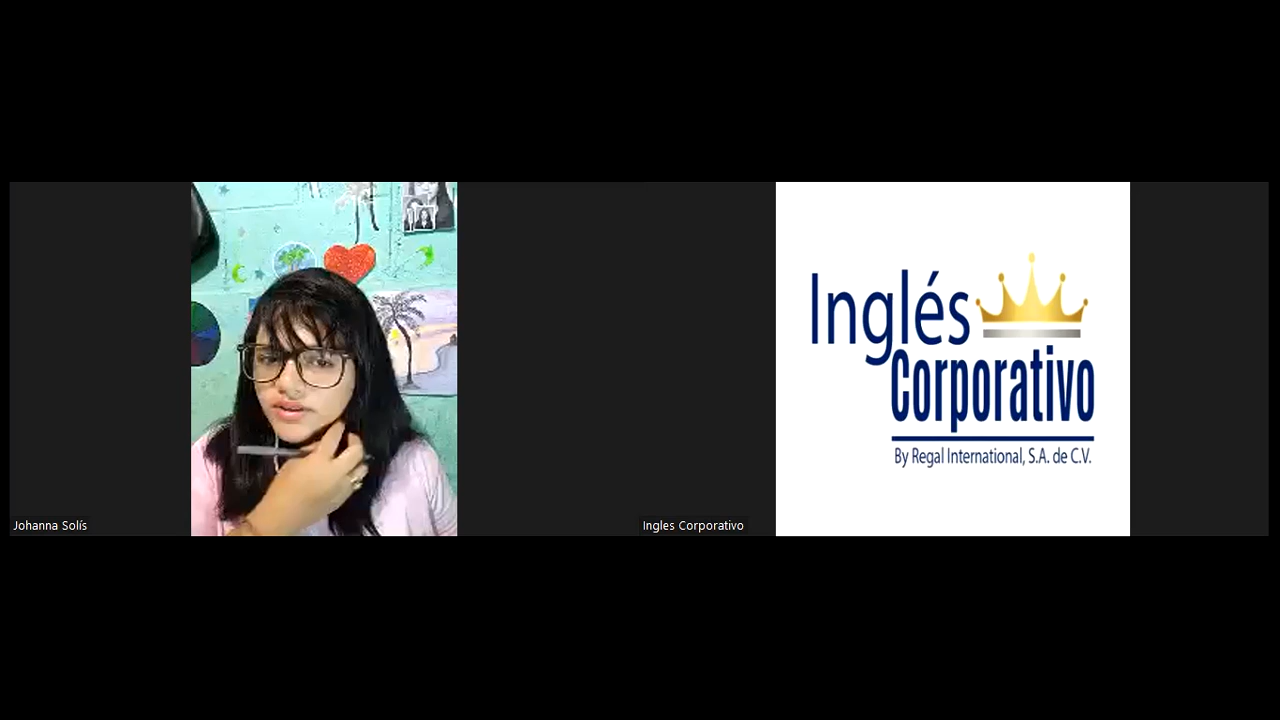 Inglés
Corporativo
By Regal International, S.A. de C.V.
Johanna Solís
Ingles Corporativo